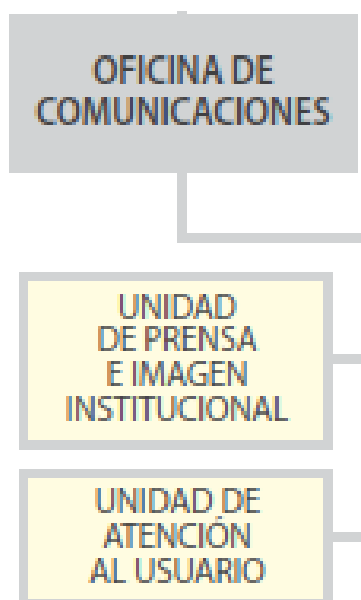 OFICINA DE
COMUNICACIONES
UNIDAD
DE PRENSA
E IMAGEN
INSTITUCIONAL
UNIDAD DE
ATENCIÓN
AL USUARIO